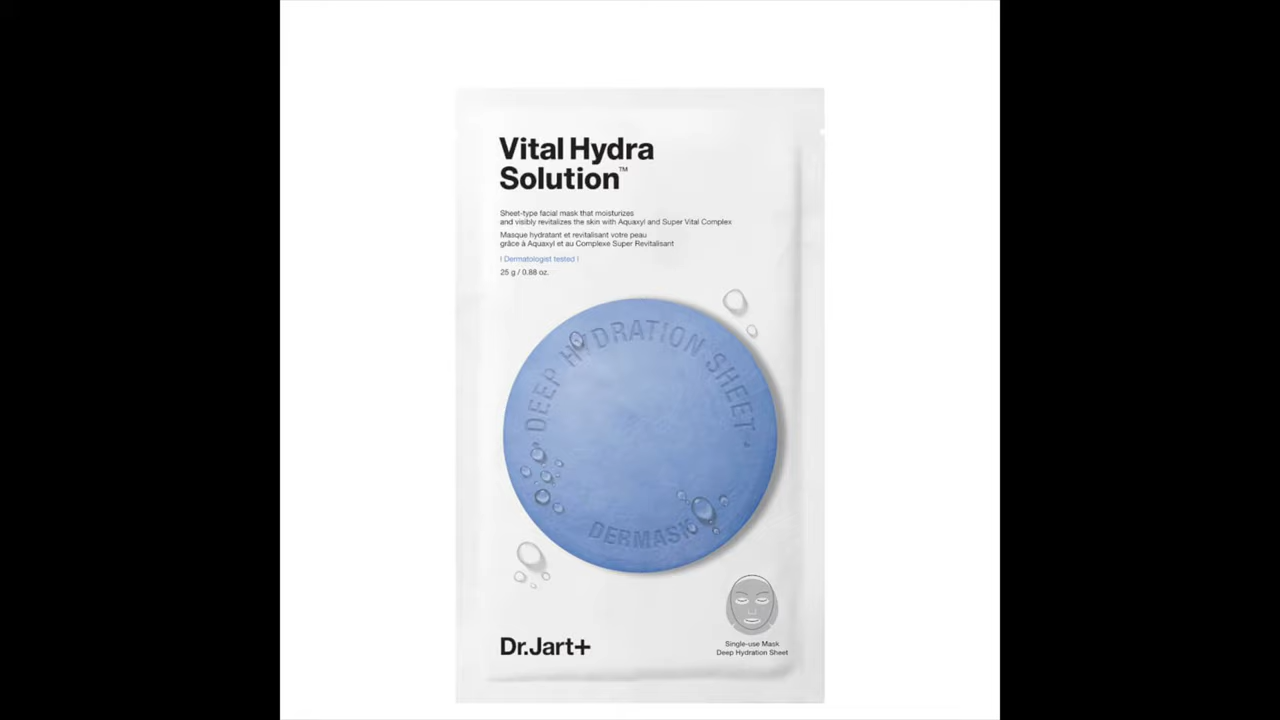 Vital Hydra
Solution™
Sheet-type facial mask that moisturizes
and visibly revitalizes the skin with Aquaxyl and Super Vital Complex
Masque hydratant et revitalisant votre peau
grâce à Aquaxyl et au Complexe Super Revitalisant
| Dermatologist tested |
25 g / 0.88 oz.
· DEEP HYDRATION SHEET ·
DERMASK
Dr.Jart+
Single-use Mask
Deep Hydration Sheet